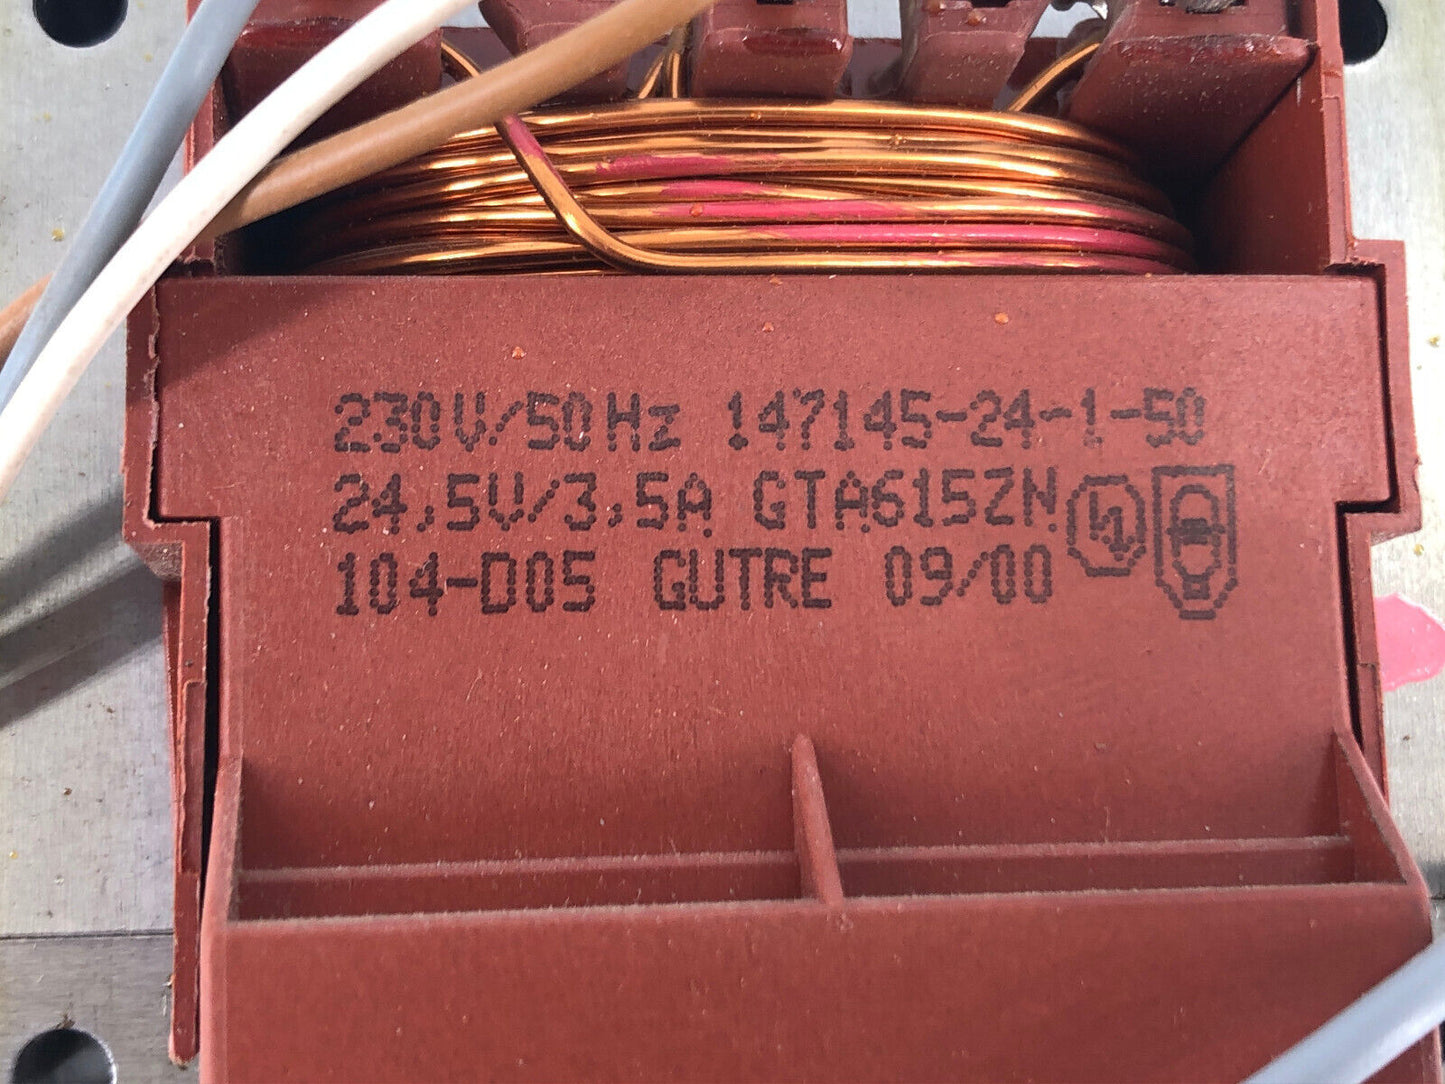 230V/50Hz 147145-24-1-50
24.5V/3.5A GTA615ZN
104-D05 GUTRE 09/00